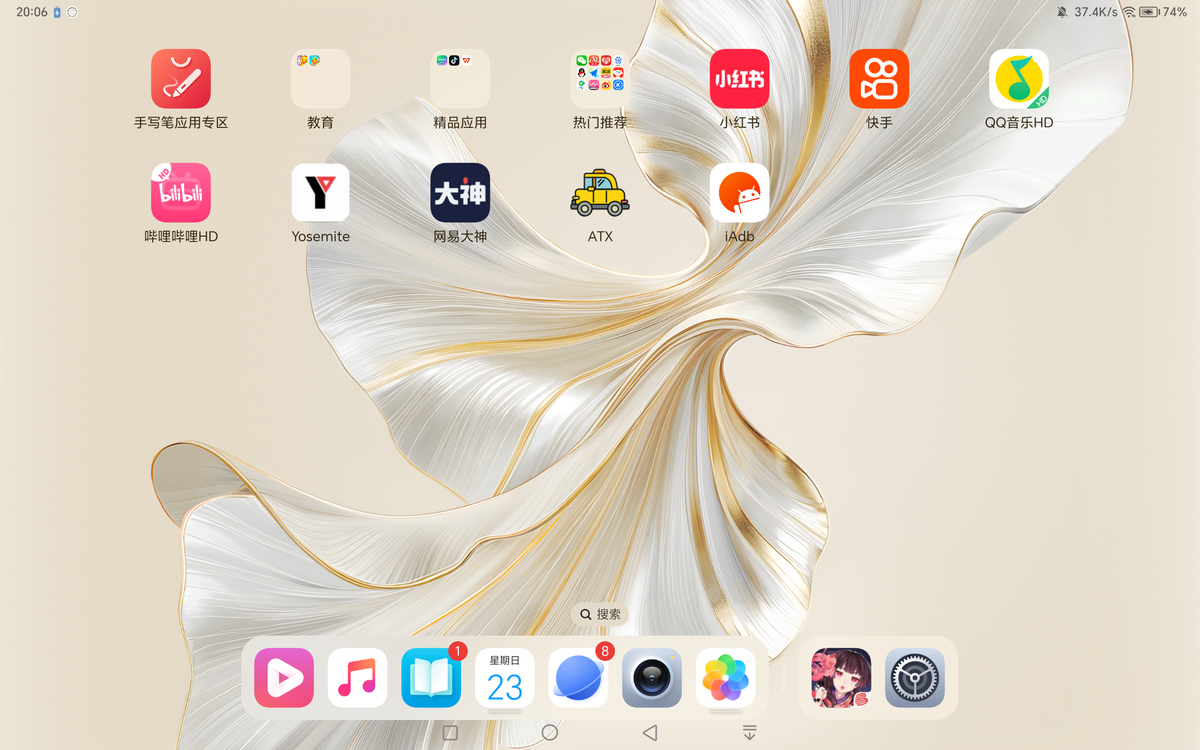 20:06
37.4K/s
74%
小红书
HD
手写笔应用专区
教育
精品应用
热门推荐
小红书
快手
QQ音乐HD
HD
bilibili
大神
哔哩哔哩HD
Yosemite
网易大神
ATX
iAdb
搜索
1
星期日
23
8